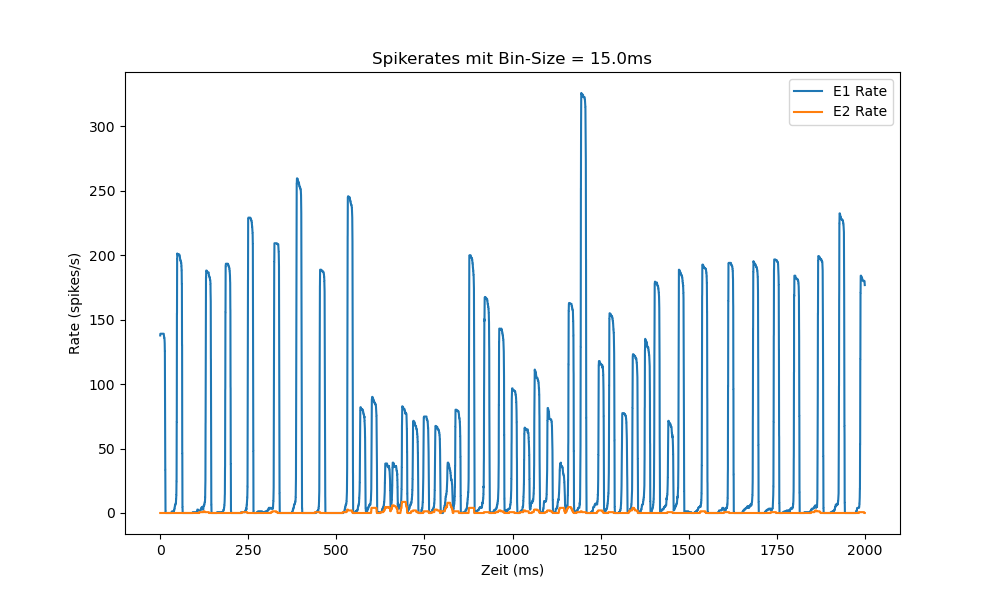 Spikerates mit Bin-Size = 15.0ms
E1 Rate
E2 Rate
300
250
200
150
100
50
0
Rate (spikes/s)
0 250 500 750 1000 1250 1500 1750 2000
Zeit (ms)